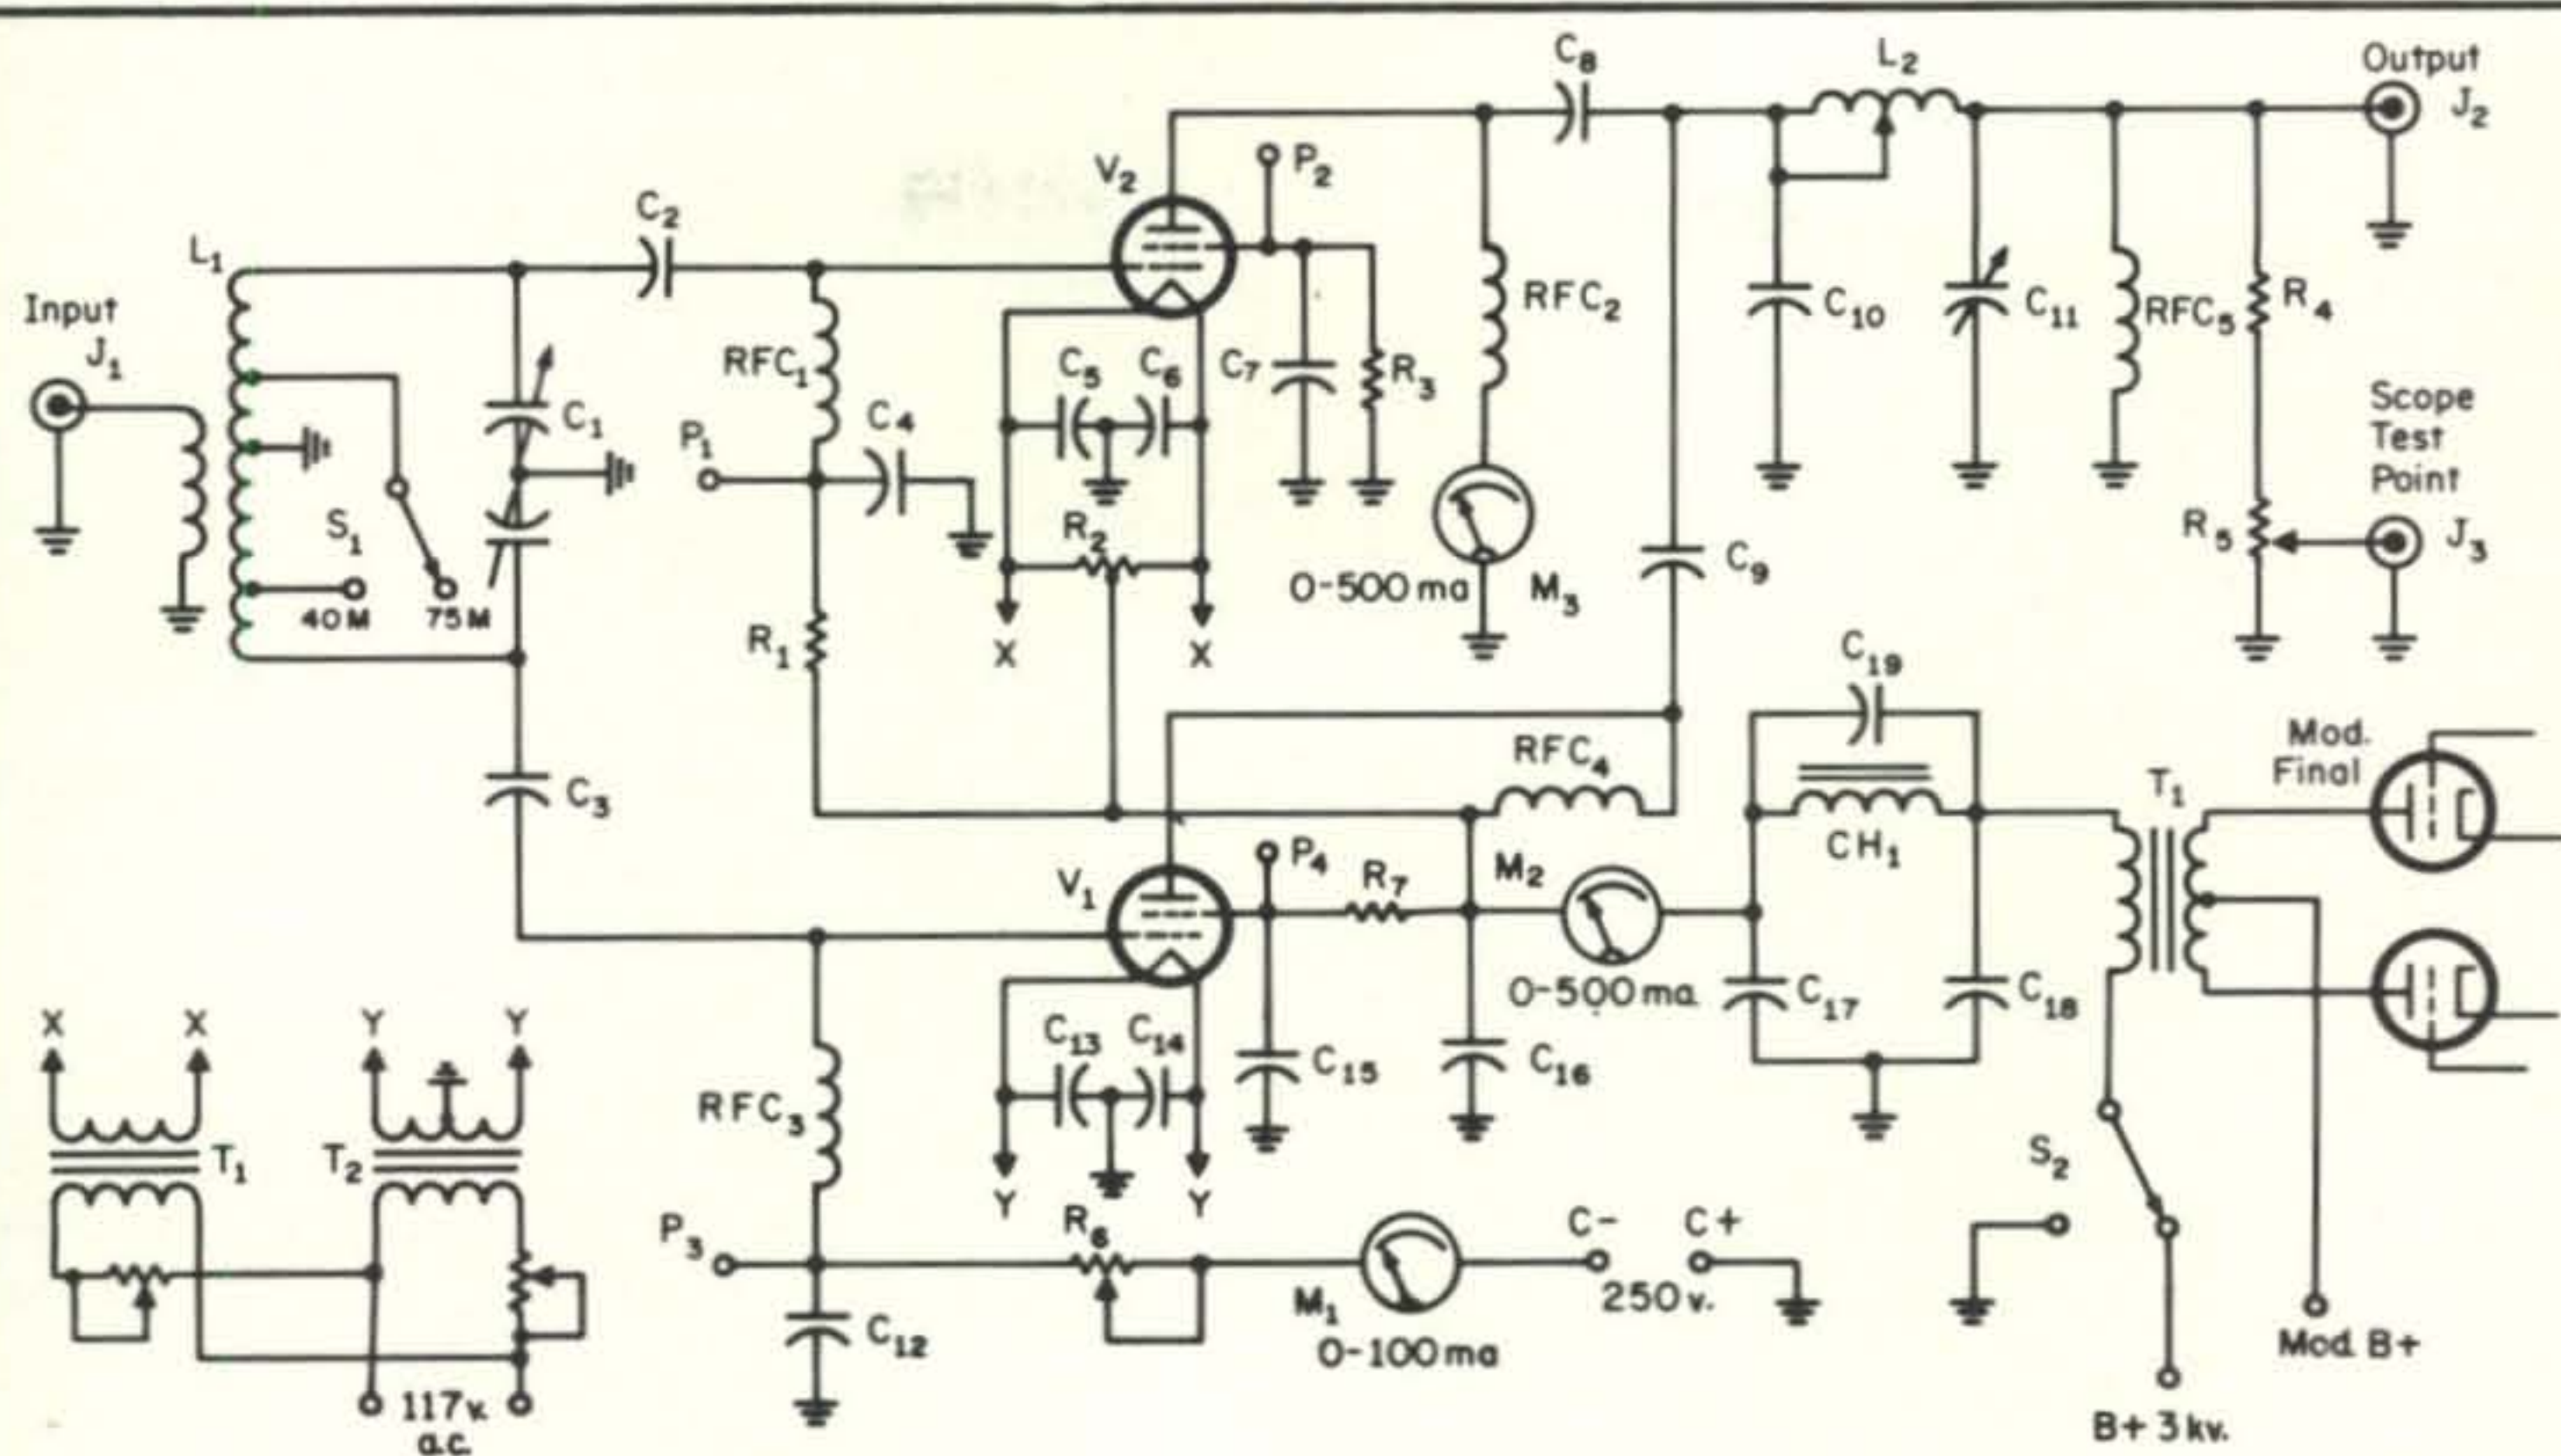 C8
L2
Output
J2
V2
P2
C2
L1
Input
J1
RFC1
C5
C6
C7
R3
RFC2
C10
C11
RFC5
R4
C1
C4
P1
Scope
Test
Point
S1
R2
R5
J3
40M
75M
0-500 ma
M3
C9
R1
X
X
C19
RFC4
Mod.
Final
T1
C3
CH1
P4
R7
M2
V1
0-500 ma.
C17
C18
X
X
Y
Y
C13
C14
C15
C16
RFC3
T1
T2
Y
Y
S2
P3
R6
C-
C+
250 v.
M1
0-100 ma
C12
Mod. B+
117 v.
a.c.
B+ 3 kv.